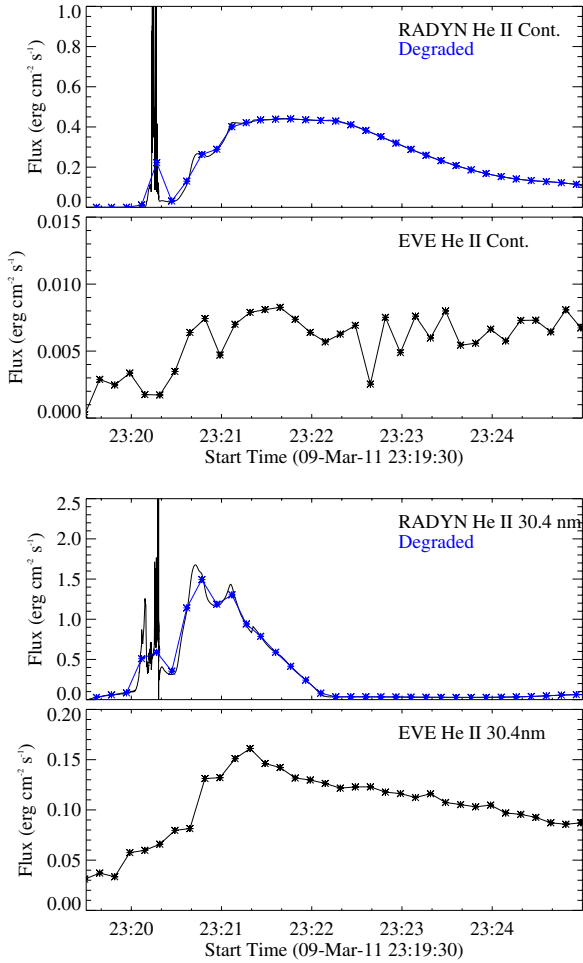 1.0
RADYN He II Cont.
Degraded
0.8
0.6
0.4
0.2
0.0
Flux (erg cm-2 s-1)
0.015
EVE He II Cont.
0.010
0.005
0.000
Flux (erg cm-2 s-1)
23:20 23:21 23:22 23:23 23:24
Start Time (09-Mar-11 23:19:30)
2.5
RADYN He II 30.4 nm
Degraded
2.0
1.5
1.0
0.5
0.0
Flux (erg cm-2 s-1)
0.20
EVE He II 30.4nm
0.15
0.10
0.05
0.00
Flux (erg cm-2 s-1)
23:20 23:21 23:22 23:23 23:24
Start Time (09-Mar-11 23:19:30)